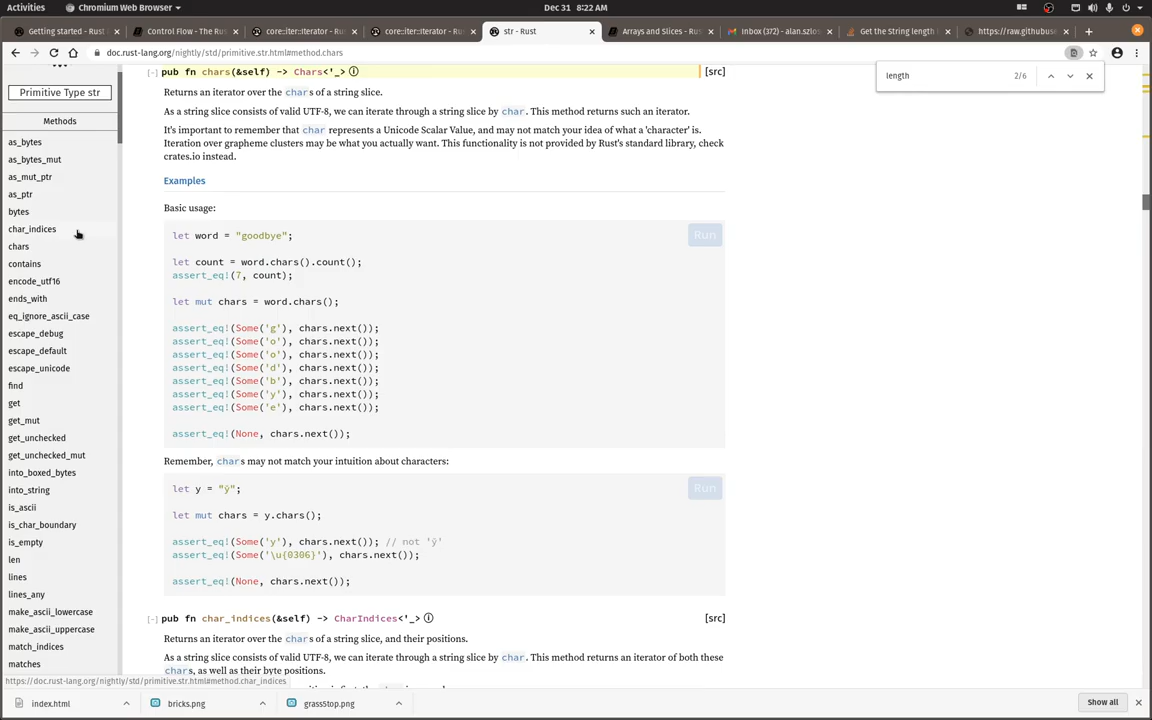 Activities
Chromium Web Browser
Dec 31 8:22 AM
Getting started - Rust
Control Flow - The Rus
core::iter::Iterator - R
core::iter::Iterator - R
str - Rust
Arrays and Slices - Rus
Inbox (372) - alan.szlos
Get the String length i
https://raw.githubuse
doc.rust-lang.org/nightly/std/primitive.str.html#method.chars
length
2/6
Primitive Type str
Methods
as_bytes
as_bytes_mut
as_mut_ptr
as_ptr
bytes
char_indices
chars
contains
encode_utf16
ends_with
eq_ignore_ascii_case
escape_debug
escape_default
escape_unicode
find
get
get_mut
get_unchecked
get_unchecked_mut
into_boxed_bytes
into_string
is_ascii
is_char_boundary
is_empty
len
lines
lines_any
make_ascii_lowercase
make_ascii_uppercase
match_indices
matches
[-] pub fn chars(&self) -> Chars<'_> ⓘ [src]
Returns an iterator over the chars of a string slice.
As a string slice consists of valid UTF-8, we can iterate through a string slice by char. This method returns such an iterator.
It's important to remember that char represents a Unicode Scalar Value, and may not match your idea of what a 'character' is.
Iteration over grapheme clusters may be what you actually want. This functionality is not provided by Rust's standard library, check
crates.io instead.
Examples
Basic usage:
Run
let word = "goodbye";
let count = word.chars().count();
assert_eq!(7, count);
let mut chars = word.chars();
assert_eq!(Some('g'), chars.next());
assert_eq!(Some('o'), chars.next());
assert_eq!(Some('o'), chars.next());
assert_eq!(Some('d'), chars.next());
assert_eq!(Some('b'), chars.next());
assert_eq!(Some('y'), chars.next());
assert_eq!(Some('e'), chars.next());
assert_eq!(None, chars.next());
Remember, chars may not match your intuition about characters:
Run
let y = "y̆";
let mut chars = y.chars();
assert_eq!(Some('y'), chars.next()); // not 'y̆'
assert_eq!(Some('\u{0306}'), chars.next());
assert_eq!(None, chars.next());
[-] pub fn char_indices(&self) -> CharIndices<'_> ⓘ [src]
Returns an iterator over the chars of a string slice, and their positions.
As a string slice consists of valid UTF-8, we can iterate through a string slice by char. This method returns an iterator of both these
chars, as well as their byte positions.
https://doc.rust-lang.org/nightly/std/primitive.str.html#method.char_indices
index.html
bricks.png
grassStop.png
Show all